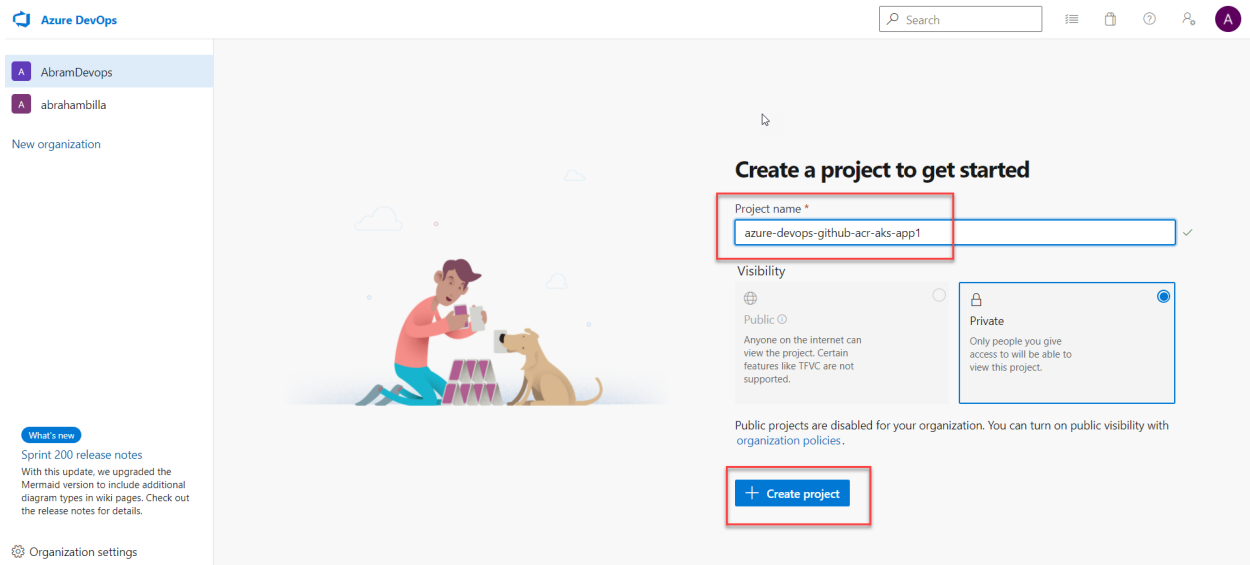 Azure DevOps
Search
A
A AbramDevops
A abrahambilla
New organization
Create a project to get started
Project name *
azure-devops-github-acr-aks-app1
Visibility
Public
Anyone on the internet can
view the project. Certain
features like TFVC are not
supported.
Private
Only people you give
access to will be able to
view this project.
Public projects are disabled for your organization. You can turn on public visibility with
organization policies.
+ Create project
What's new
Sprint 200 release notes
With this update, we upgraded the
Mermaid version to include additional
diagram types in wiki pages. Check out
the release notes for details.
Organization settings